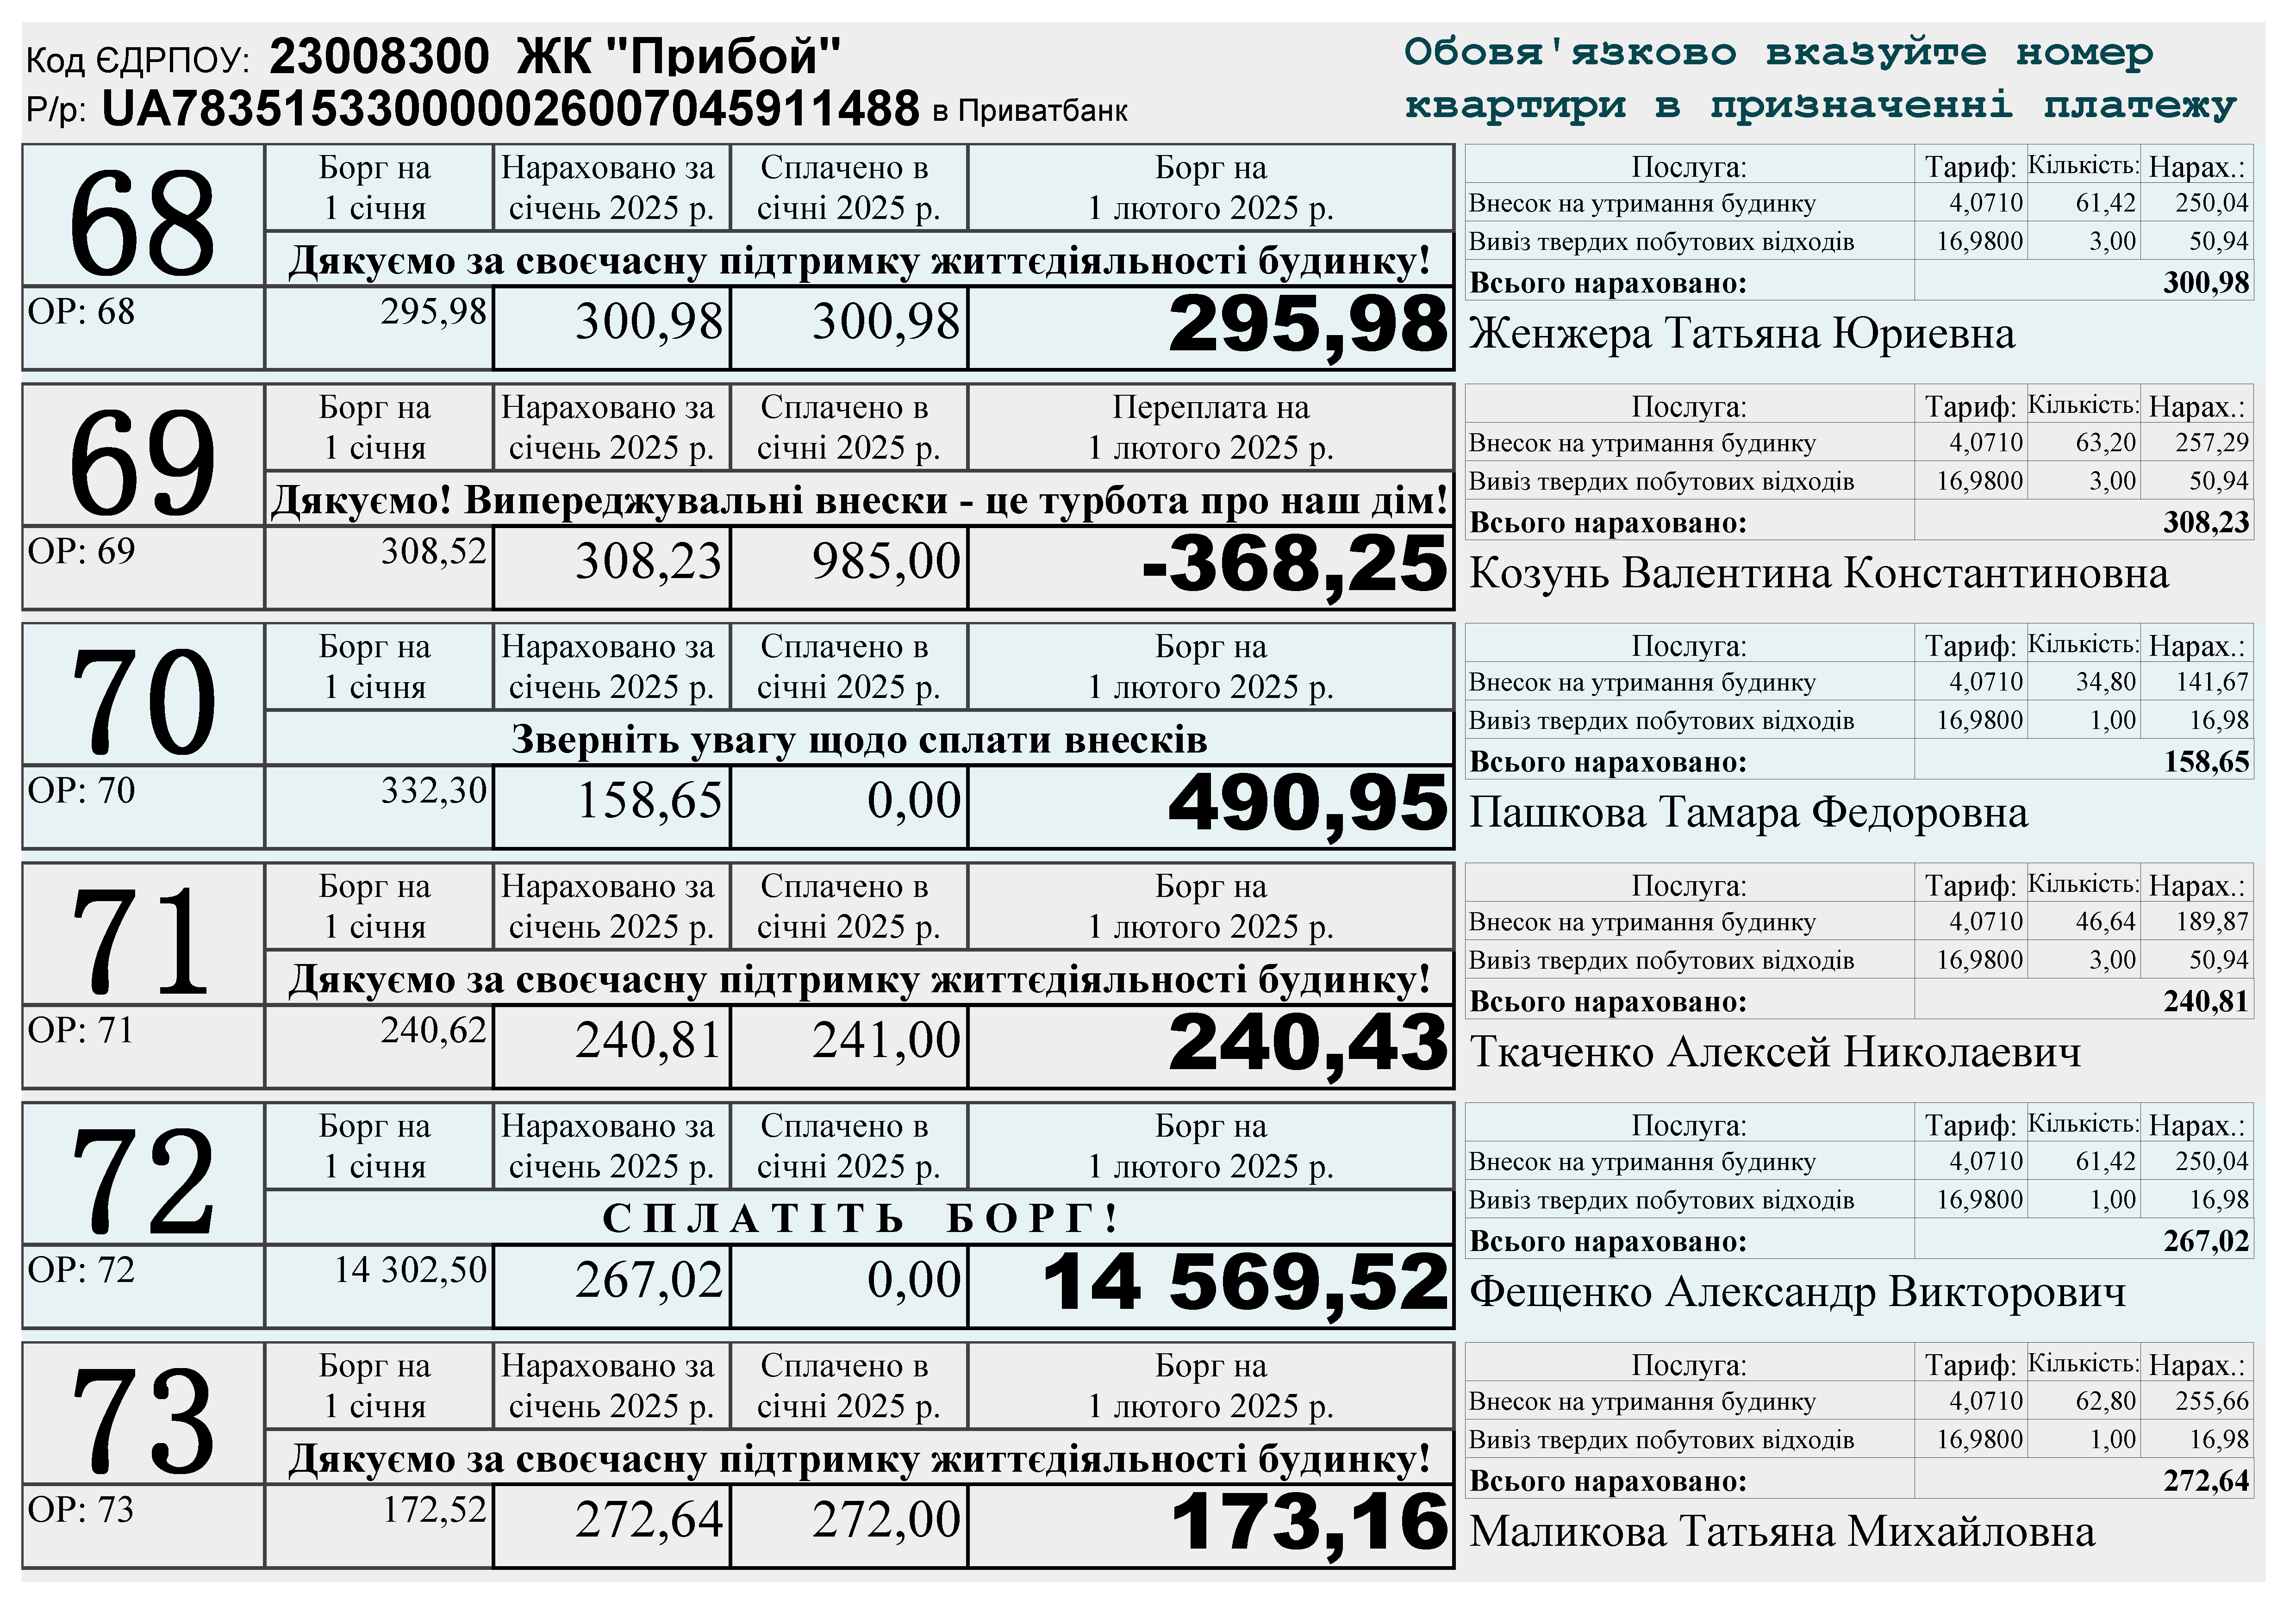 Код ЄДРПОУ: 23008300 ЖК "Прибой"
Р/р: UA783515330000026007045911488 в Приватбанк
Обовя'язково вказуйте номер
квартири в призначенні платежу
68
Борг на
1 січня
Нараховано за
січень 2025 р.
Сплачено в
січні 2025 р.
Борг на
1 лютого 2025 р.
Дякуємо за своєчасну підтримку життєдіяльності будинку!
ОР: 68 295,98 300,98 300,98 295,98
Послуга: Тариф: Кількість: Нарах.:
Внесок на утримання будинку 4,0710 61,42 250,04
Вивіз твердих побутових відходів 16,9800 3,00 50,94
Всього нараховано: 300,98
Женжера Татьяна Юриевна
69
Борг на
1 січня
Нараховано за
січень 2025 р.
Сплачено в
січні 2025 р.
Переплата на
1 лютого 2025 р.
Дякуємо! Випереджувальні внески - це турбота про наш дім!
ОР: 69 308,52 308,23 985,00 -368,25
Послуга: Тариф: Кількість: Нарах.:
Внесок на утримання будинку 4,0710 63,20 257,29
Вивіз твердих побутових відходів 16,9800 3,00 50,94
Всього нараховано: 308,23
Козунь Валентина Константиновна
70
Борг на
1 січня
Нараховано за
січень 2025 р.
Сплачено в
січні 2025 р.
Борг на
1 лютого 2025 р.
Зверніть увагу щодо сплати внесків
ОР: 70 332,30 158,65 0,00 490,95
Послуга: Тариф: Кількість: Нарах.:
Внесок на утримання будинку 4,0710 34,80 141,67
Вивіз твердих побутових відходів 16,9800 1,00 16,98
Всього нараховано: 158,65
Пашкова Тамара Федоровна
71
Борг на
1 січня
Нараховано за
січень 2025 р.
Сплачено в
січні 2025 р.
Борг на
1 лютого 2025 р.
Дякуємо за своєчасну підтримку життєдіяльності будинку!
ОР: 71 240,62 240,81 241,00 240,43
Послуга: Тариф: Кількість: Нарах.:
Внесок на утримання будинку 4,0710 46,64 189,87
Вивіз твердих побутових відходів 16,9800 3,00 50,94
Всього нараховано: 240,81
Ткаченко Алексей Николаевич
72
Борг на
1 січня
Нараховано за
січень 2025 р.
Сплачено в
січні 2025 р.
Борг на
1 лютого 2025 р.
С П Л А Т І Т Ь Б О Р Г !
ОР: 72 14 302,50 267,02 0,00 14 569,52
Послуга: Тариф: Кількість: Нарах.:
Внесок на утримання будинку 4,0710 61,42 250,04
Вивіз твердих побутових відходів 16,9800 1,00 16,98
Всього нараховано: 267,02
Фещенко Александр Викторович
73
Борг на
1 січня
Нараховано за
січень 2025 р.
Сплачено в
січні 2025 р.
Борг на
1 лютого 2025 р.
Дякуємо за своєчасну підтримку життєдіяльності будинку!
ОР: 73 172,52 272,64 272,00 173,16
Послуга: Тариф: Кількість: Нарах.:
Внесок на утримання будинку 4,0710 62,80 255,66
Вивіз твердих побутових відходів 16,9800 1,00 16,98
Всього нараховано: 272,64
Маликова Татьяна Михайловна